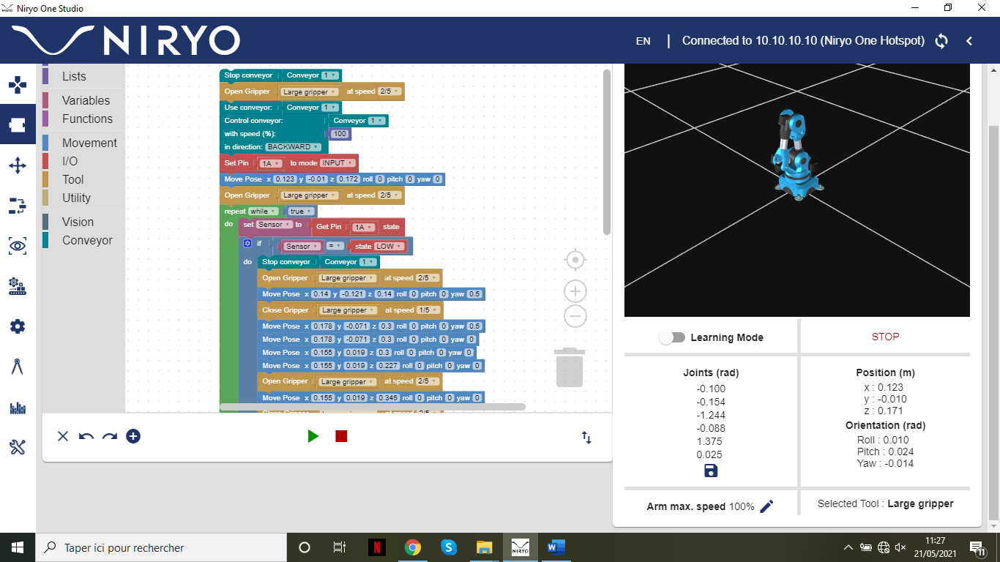 Niryo One Studio
NIRYO
EN | Connected to 10.10.10.10 (Niryo One Hotspot)
Lists
Variables
Functions
Movement
I/O
Tool
Utility
Vision
Conveyor
Stop conveyor Conveyor 1
Open Gripper Large gripper at speed 2/5
Use conveyor: Conveyor 1
Control conveyor: Conveyor 1
with speed (%): 100
in direction: BACKWARD
Set Pin 1A to mode INPUT
Move Pose x 0.123 y -0.01 z 0.172 roll 0 pitch 0 yaw 0
Open Gripper Large gripper at speed 2/5
repeat while true
do set Sensor to Get Pin 1A state
if Sensor = state LOW
do Stop conveyor Conveyor 1
Open Gripper Large gripper at speed 2/5
Move Pose x 0.14 y -0.121 z 0.14 roll 0 pitch 0 yaw 0.5
Close Gripper Large gripper at speed 1/5
Move Pose x 0.178 y -0.071 z 0.3 roll 0 pitch 0 yaw 0.5
Move Pose x 0.178 y -0.071 z 0.3 roll 0 pitch 0 yaw 0
Move Pose x 0.155 y 0.019 z 0.3 roll 0 pitch 0 yaw 0
Move Pose x 0.155 y 0.019 z 0.227 roll 0 pitch 0 yaw 0
Open Gripper Large gripper at speed 2/5
Move Pose x 0.155 y 0.019 z 0.345 roll 0 pitch 0 yaw 0
Learning Mode
STOP
Joints (rad)
-0.100
-0.154
-1.244
-0.088
1.375
0.025
Position (m)
x : 0.123
y : -0.010
z : 0.171
Orientation (rad)
Roll : 0.010
Pitch : 0.024
Yaw : -0.014
Arm max. speed 100%
Selected Tool : Large gripper
Taper ici pour rechercher
11:27
21/05/2021
11